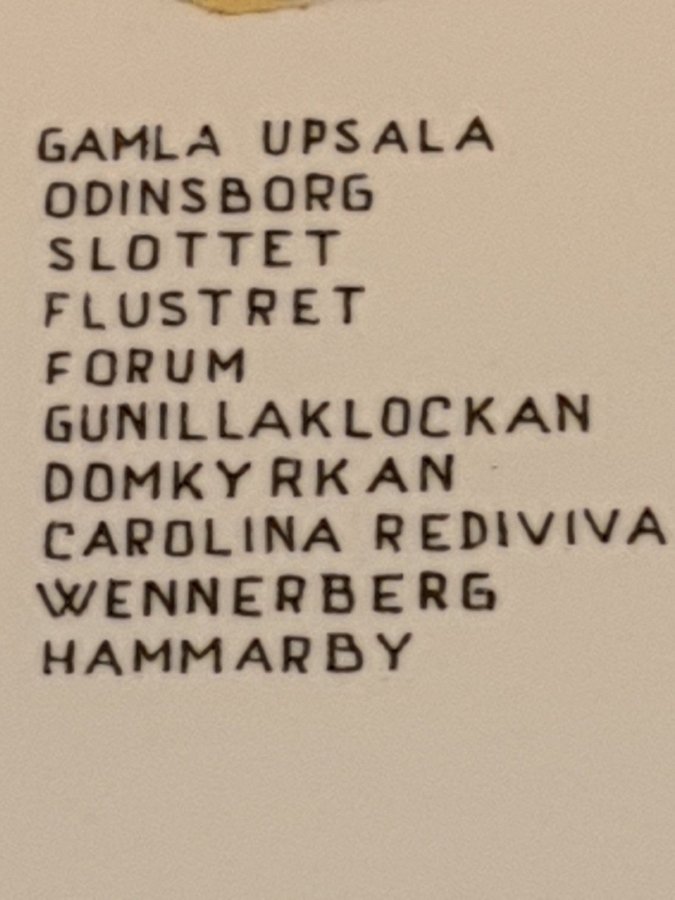 GAMLA UPSALA
ODINSBORG
SLOTTET
FLUSTRET
FORUM
GUNILLAKLOCKAN
DOMKYRKAN
CAROLINA REDIVIVA
WENNERBERG
HAMMARBY